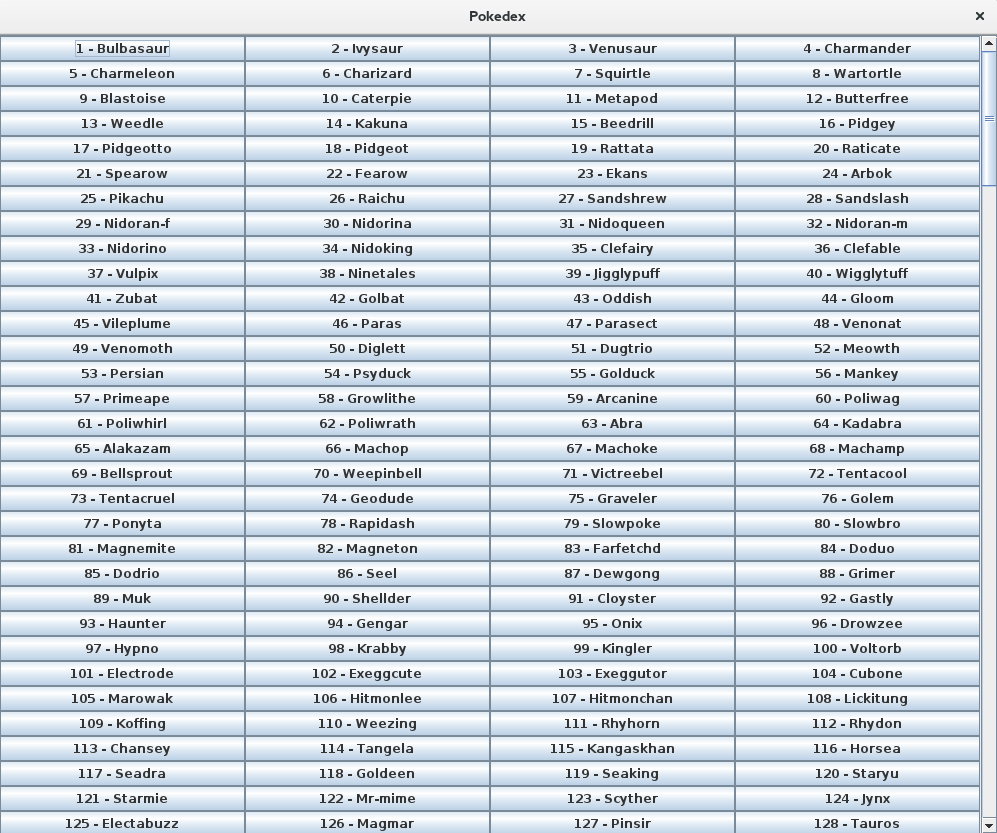 Pokedex ×
1 - Bulbasaur 2 - Ivysaur 3 - Venusaur 4 - Charmander
5 - Charmeleon 6 - Charizard 7 - Squirtle 8 - Wartortle
9 - Blastoise 10 - Caterpie 11 - Metapod 12 - Butterfree
13 - Weedle 14 - Kakuna 15 - Beedrill 16 - Pidgey
17 - Pidgeotto 18 - Pidgeot 19 - Rattata 20 - Raticate
21 - Spearow 22 - Fearow 23 - Ekans 24 - Arbok
25 - Pikachu 26 - Raichu 27 - Sandshrew 28 - Sandslash
29 - Nidoran-f 30 - Nidorina 31 - Nidoqueen 32 - Nidoran-m
33 - Nidorino 34 - Nidoking 35 - Clefairy 36 - Clefable
37 - Vulpix 38 - Ninetales 39 - Jigglypuff 40 - Wigglytuff
41 - Zubat 42 - Golbat 43 - Oddish 44 - Gloom
45 - Vileplume 46 - Paras 47 - Parasect 48 - Venonat
49 - Venomoth 50 - Diglett 51 - Dugtrio 52 - Meowth
53 - Persian 54 - Psyduck 55 - Golduck 56 - Mankey
57 - Primeape 58 - Growlithe 59 - Arcanine 60 - Poliwag
61 - Poliwhirl 62 - Poliwrath 63 - Abra 64 - Kadabra
65 - Alakazam 66 - Machop 67 - Machoke 68 - Machamp
69 - Bellsprout 70 - Weepinbell 71 - Victreebel 72 - Tentacool
73 - Tentacruel 74 - Geodude 75 - Graveler 76 - Golem
77 - Ponyta 78 - Rapidash 79 - Slowpoke 80 - Slowbro
81 - Magnemite 82 - Magneton 83 - Farfetchd 84 - Doduo
85 - Dodrio 86 - Seel 87 - Dewgong 88 - Grimer
89 - Muk 90 - Shellder 91 - Cloyster 92 - Gastly
93 - Haunter 94 - Gengar 95 - Onix 96 - Drowzee
97 - Hypno 98 - Krabby 99 - Kingler 100 - Voltorb
101 - Electrode 102 - Exeggcute 103 - Exeggutor 104 - Cubone
105 - Marowak 106 - Hitmonlee 107 - Hitmonchan 108 - Lickitung
109 - Koffing 110 - Weezing 111 - Rhyhorn 112 - Rhydon
113 - Chansey 114 - Tangela 115 - Kangaskhan 116 - Horsea
117 - Seadra 118 - Goldeen 119 - Seaking 120 - Staryu
121 - Starmie 122 - Mr-mime 123 - Scyther 124 - Jynx
125 - Electabuzz 126 - Magmar 127 - Pinsir 128 - Tauros